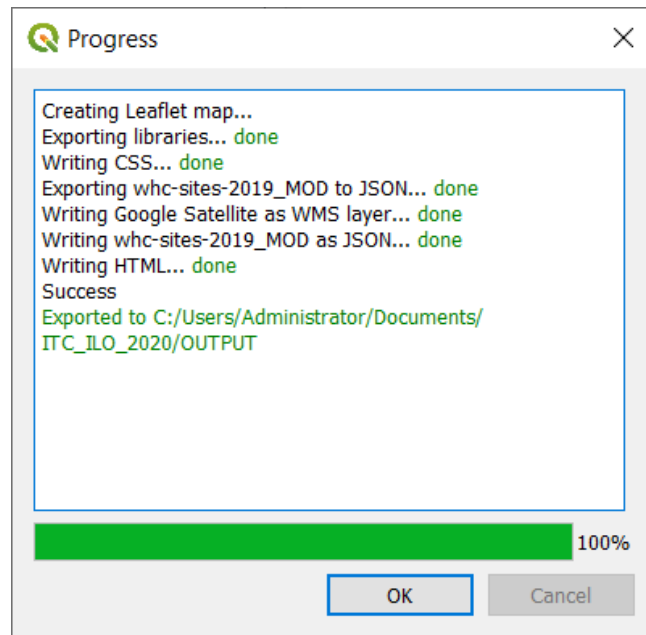 Progress
Creating Leaflet map...
Exporting libraries... done
Writing CSS... done
Exporting whc-sites-2019_MOD to JSON... done
Writing Google Satellite as WMS layer... done
Writing whc-sites-2019_MOD as JSON... done
Writing HTML... done
Success
Exported to C:/Users/Administrator/Documents/
ITC_ILO_2020/OUTPUT
100%
OK
Cancel